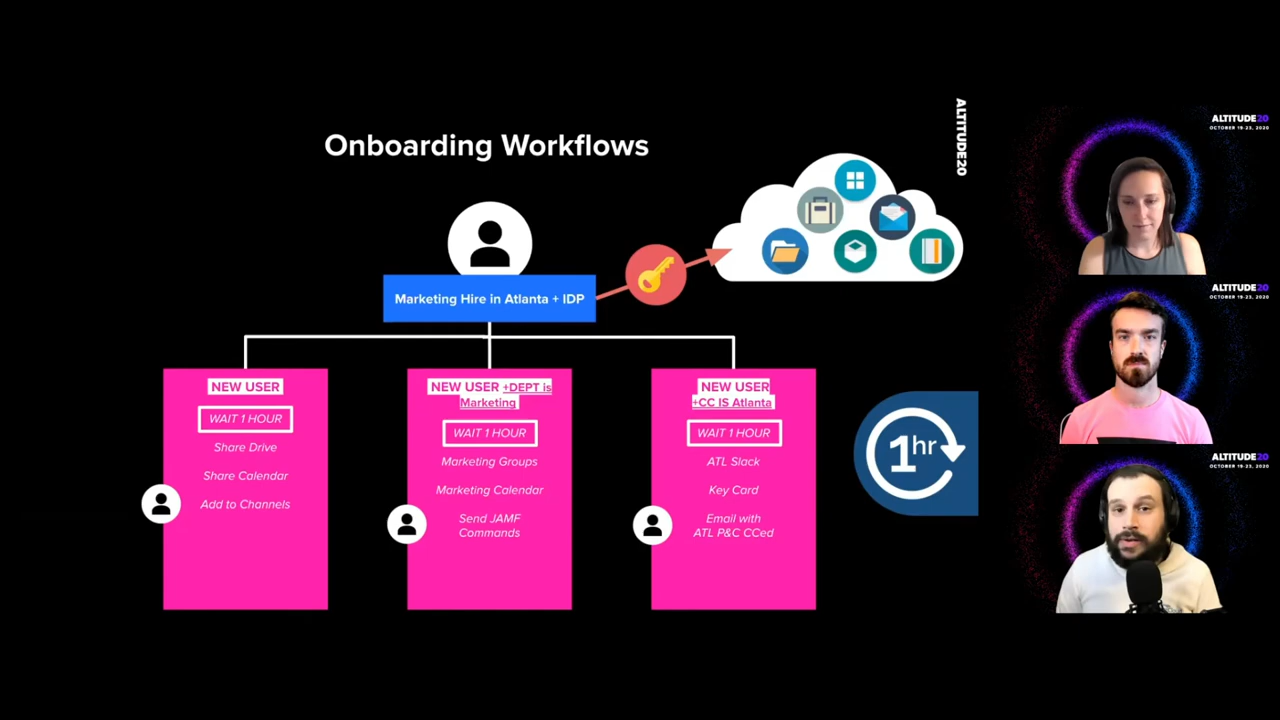 Onboarding Workflows
ALTITUDE20
Marketing Hire in Atlanta + IDP
NEW USER
WAIT 1 HOUR
Share Drive
Share Calendar
Add to Channels
NEW USER +DEPT is
Marketing
WAIT 1 HOUR
Marketing Groups
Marketing Calendar
Send JAMF
Commands
NEW USER
+CC IS Atlanta
WAIT 1 HOUR
ATL Slack
Key Card
Email with
ATL P&C CCed
1hr
ALTITUDE20
OCTOBER 19-23, 2020
ALTITUDE20
OCTOBER 19-23, 2020
ALTITUDE20
OCTOBER 19-23, 2020